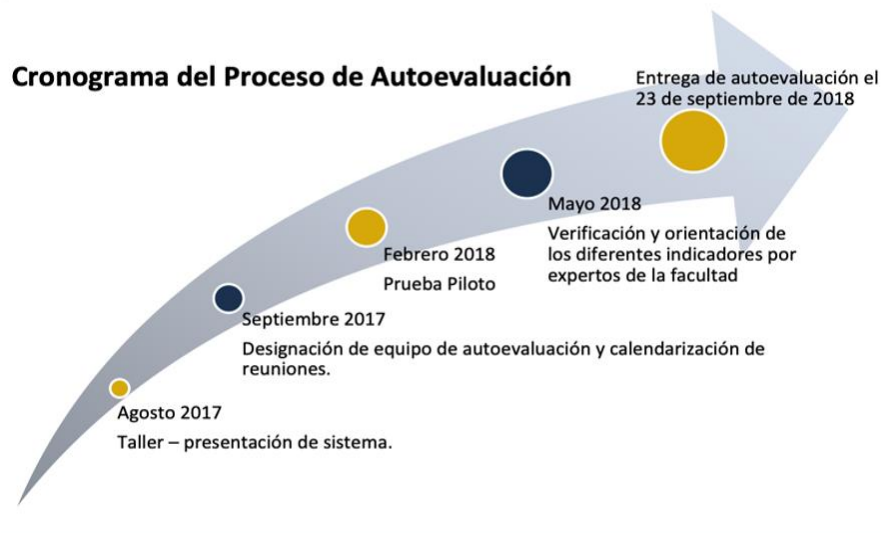 Cronograma del Proceso de Autoevaluación
Entrega de autoevaluación el
23 de septiembre de 2018
Mayo 2018
Verificación y orientación de
los diferentes indicadores por
expertos de la facultad
Febrero 2018
Prueba Piloto
Septiembre 2017
Designación de equipo de autoevaluación y calendarización de
reuniones.
Agosto 2017
Taller – presentación de sistema.